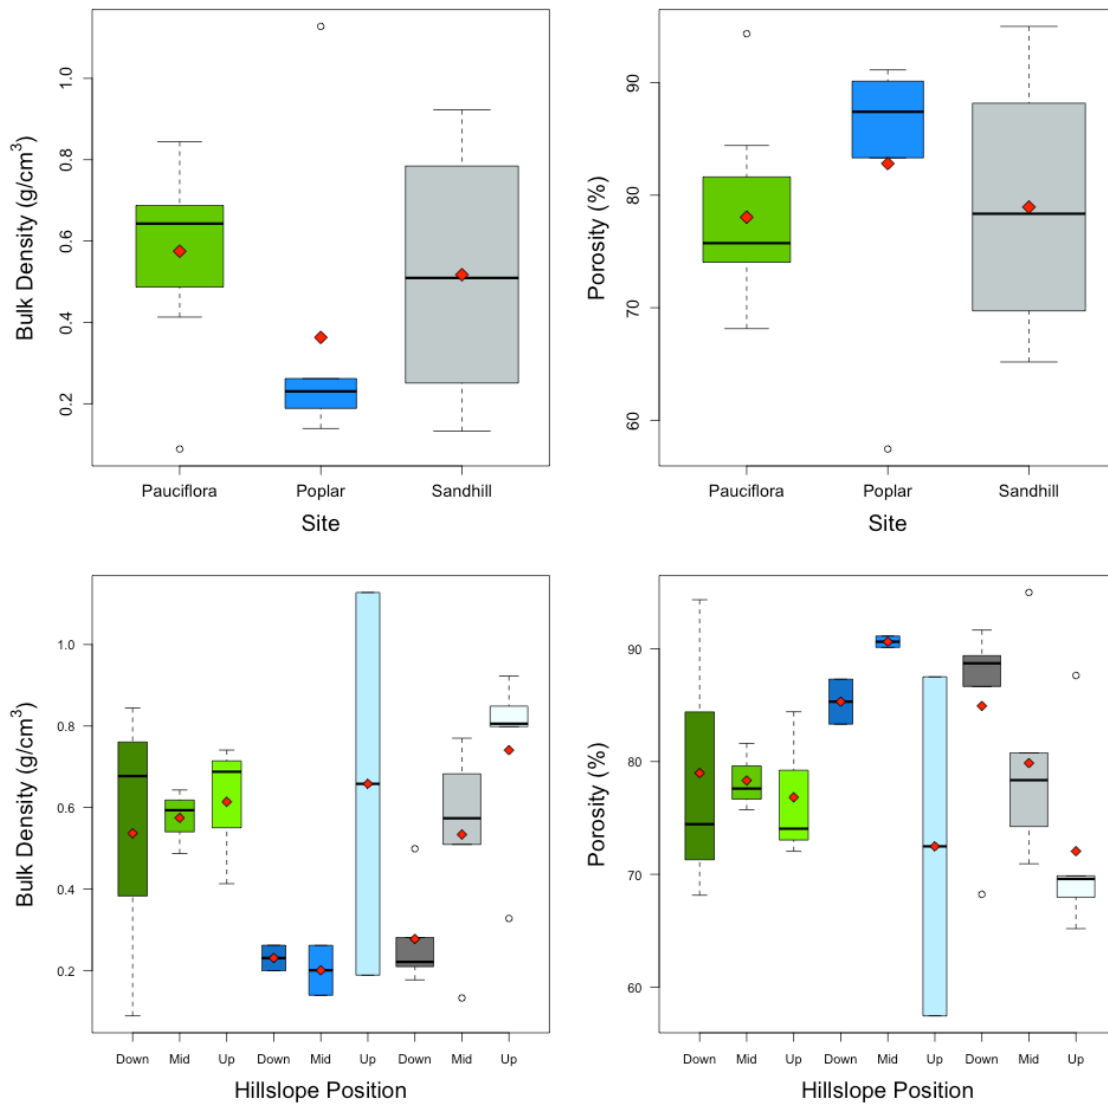 Bulk Density (g/cm³)
1.0
0.8
0.6
0.4
0.2
Pauciflora Poplar Sandhill
Site
Porosity (%)
90
80
70
60
Pauciflora Poplar Sandhill
Site
Bulk Density (g/cm³)
1.0
0.8
0.6
0.4
0.2
Down Mid Up Down Mid Up Down Mid Up
Hillslope Position
Porosity (%)
90
80
70
60
Down Mid Up Down Mid Up Down Mid Up
Hillslope Position